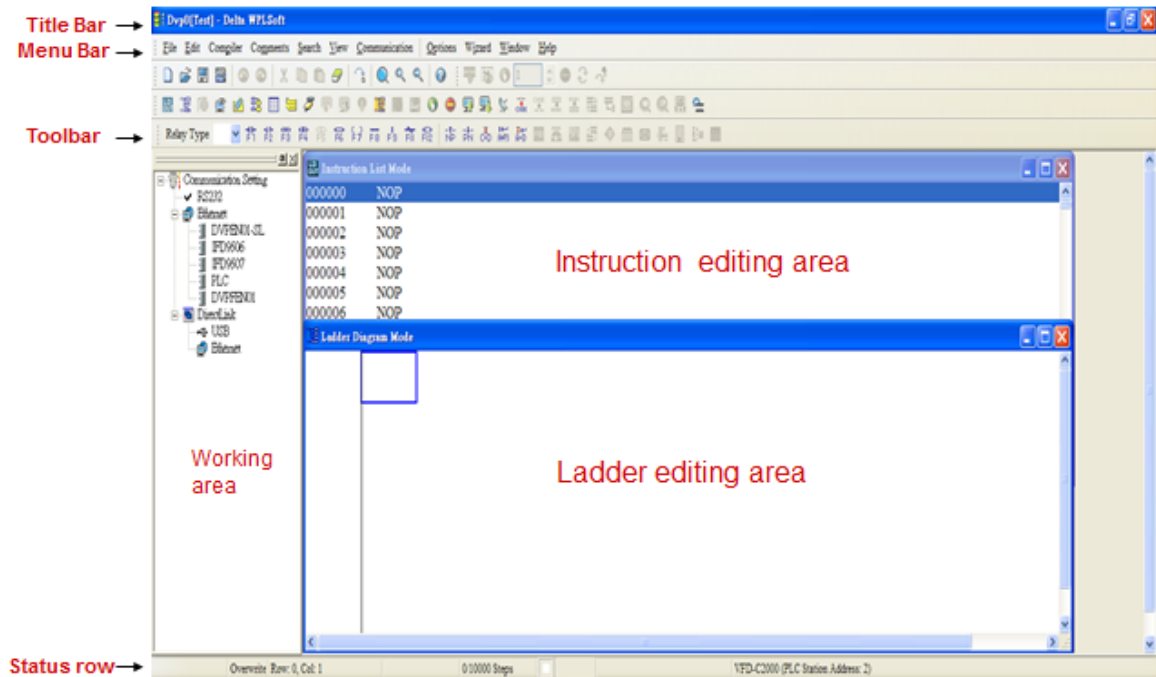 Title Bar
Dvp0[Test] - Delta WPLSoft
Menu Bar
File Edit Compiler Comments Search View Communication Options Wizard Window Help
Toolbar
Relay Type
Communication Setting
RS232
Ethernet
DVPEN01-SL
IFD9506
IFD9507
PLC
DVPFEN01
DirectLink
USB
Ethernet
Working
area
Instruction List Mode
000000 NOP
000001 NOP
000002 NOP
000003 NOP
000004 NOP
000005 NOP
000006 NOP
Instruction editing area
Ladder Diagram Mode
Ladder editing area
Status row
Overwrite Row: 0, Col: 1
0/10000 Steps
VFD-C2000 (PLC Station Address: 2)